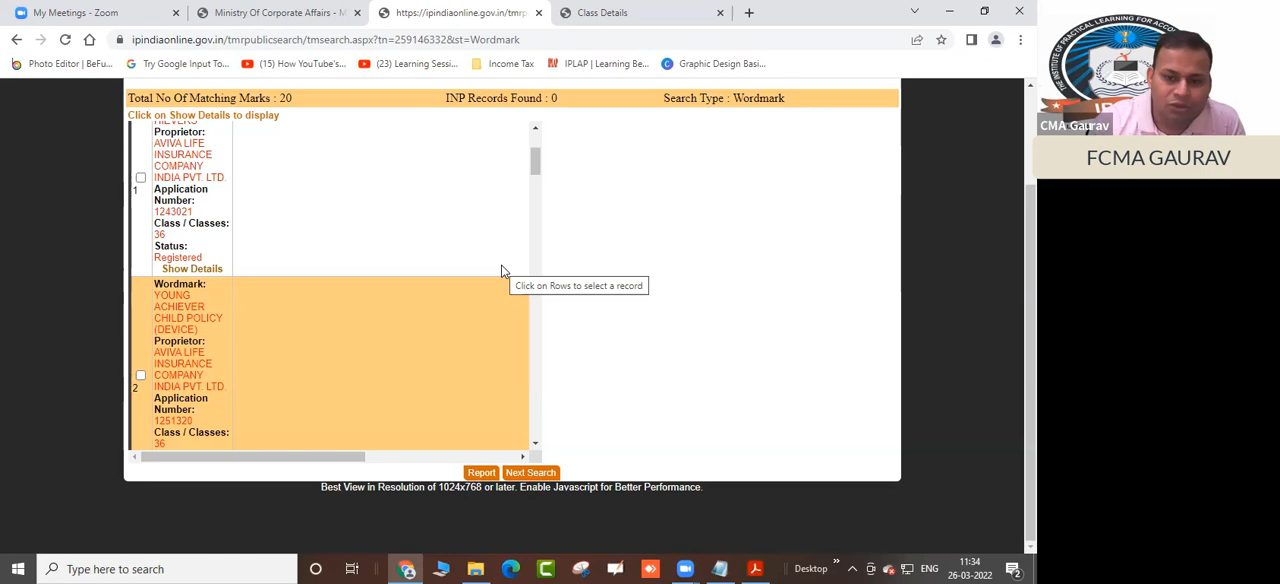 My Meetings - Zoom
Ministry Of Corporate Affairs - M
https://ipindiaonline.gov.in/tmrp
Class Details
ipindiaonline.gov.in/tmrpublicsearch/tmsearch.aspx?tn=259146332&st=Wordmark
Photo Editor | BeFu...
Try Google Input To...
(15) How YouTube's...
(23) Learning Sessi...
Income Tax
IPLAP | Learning Be...
Graphic Design Basi...
Total No Of Matching Marks : 20
INP Records Found : 0
Search Type : Wordmark
Click on Show Details to display
HIEVERS
Proprietor:
AVIVA LIFE
INSURANCE
COMPANY
INDIA PVT. LTD.
Application
Number:
1243021
Class / Classes:
36
Status:
Registered
Show Details
1
Wordmark:
YOUNG
ACHIEVER
CHILD POLICY
(DEVICE)
Proprietor:
AVIVA LIFE
INSURANCE
COMPANY
INDIA PVT. LTD.
Application
Number:
1251320
Class / Classes:
36
2
Click on Rows to select a record
Report
Next Search
Best View in Resolution of 1024x768 or later. Enable Javascript for Better Performance.
CMA Gaurav
FCMA GAURAV
Type here to search
Desktop
ENG
11:34
26-03-2022
2